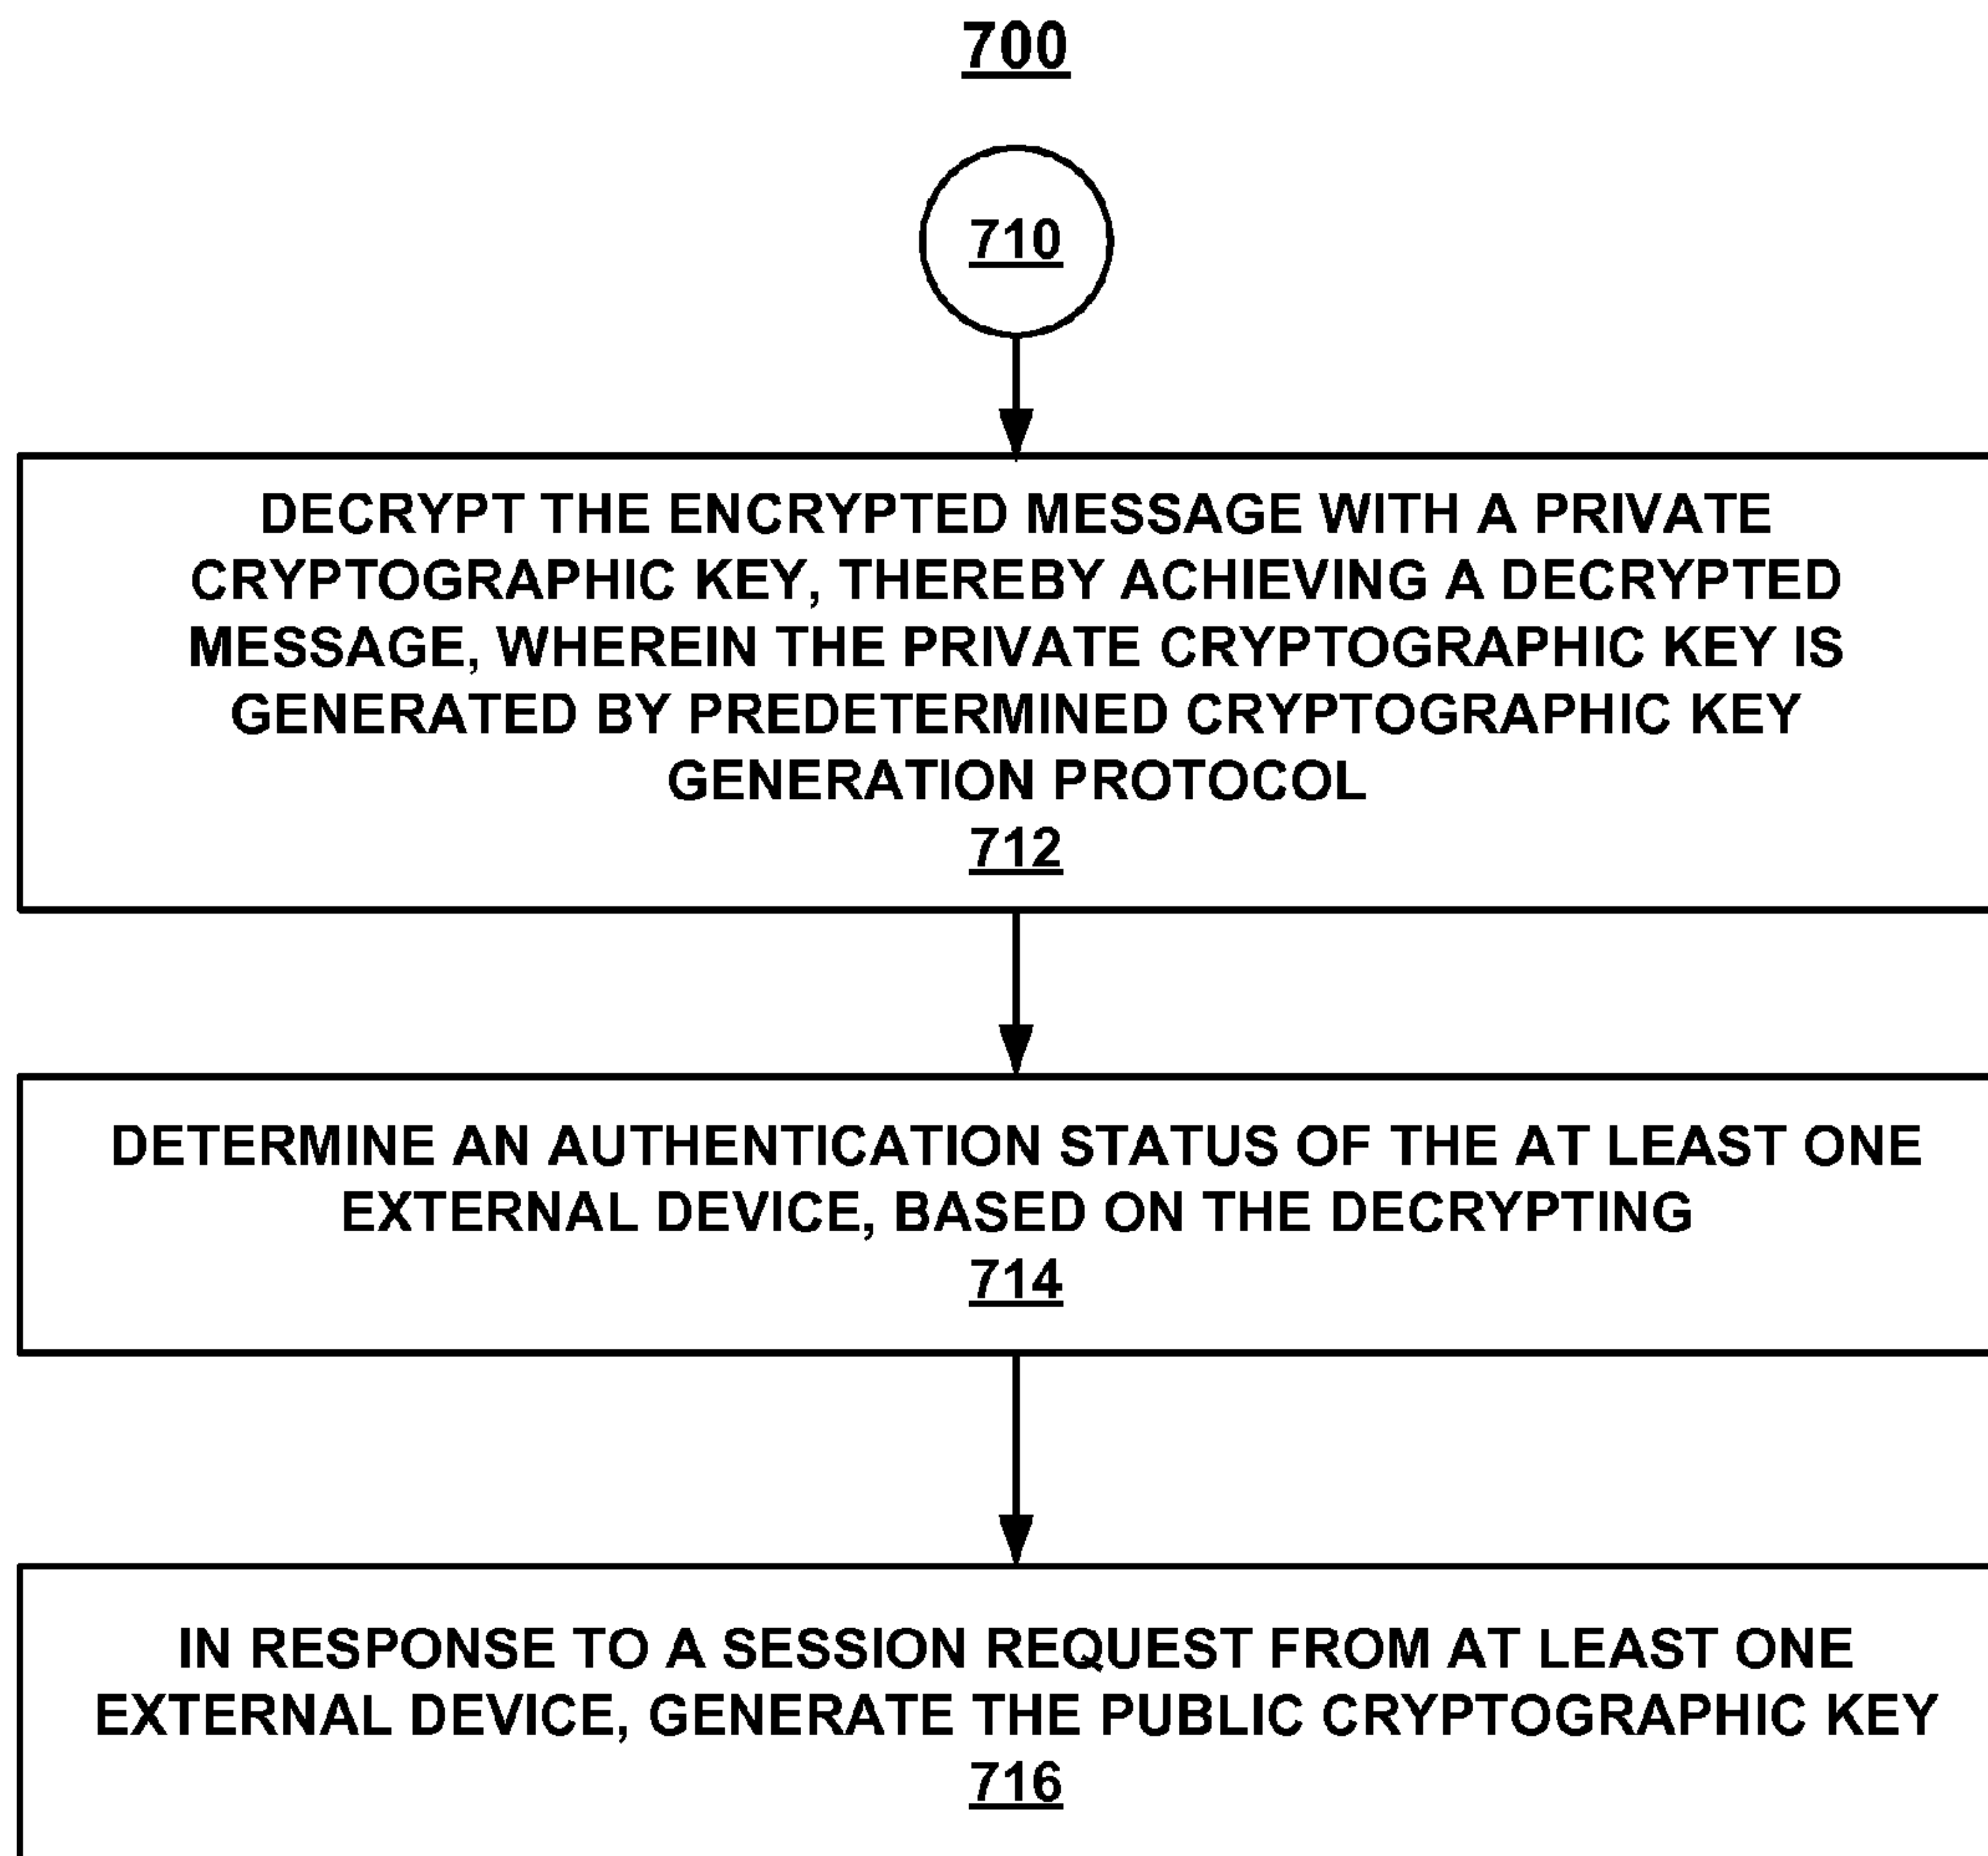 700
710
DECRYPT THE ENCRYPTED MESSAGE WITH A PRIVATE
CRYPTOGRAPHIC KEY, THEREBY ACHIEVING A DECRYPTED
MESSAGE, WHEREIN THE PRIVATE CRYPTOGRAPHIC KEY IS
GENERATED BY PREDETERMINED CRYPTOGRAPHIC KEY
GENERATION PROTOCOL
712
DETERMINE AN AUTHENTICATION STATUS OF THE AT LEAST ONE
EXTERNAL DEVICE, BASED ON THE DECRYPTING
714
IN RESPONSE TO A SESSION REQUEST FROM AT LEAST ONE
EXTERNAL DEVICE, GENERATE THE PUBLIC CRYPTOGRAPHIC KEY
716